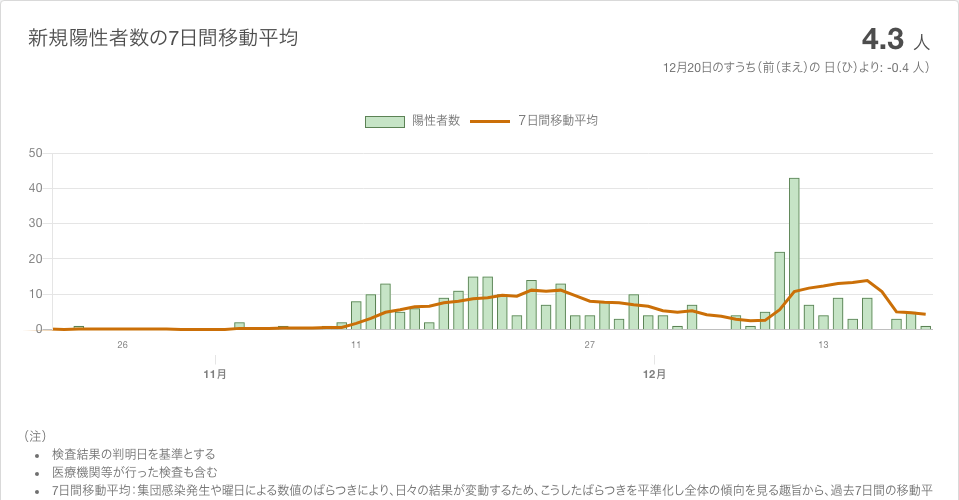 新規陽性者数の7日間移動平均
4.3 人
12月20日のすうち(前(まえ)の 日(ひ)より: -0.4 人)
陽性者数 7日間移動平均
50
40
30
20
10
0
26 11 27 13
11月 12月
(注)
• 検査結果の判明日を基準とする
• 医療機関等が行った検査も含む
• 7日間移動平均:集団感染発生や曜日による数値のばらつきにより、日々の結果が変動するため、こうしたばらつきを平準化し全体の傾向を見る趣旨から、過去7日間の移動平